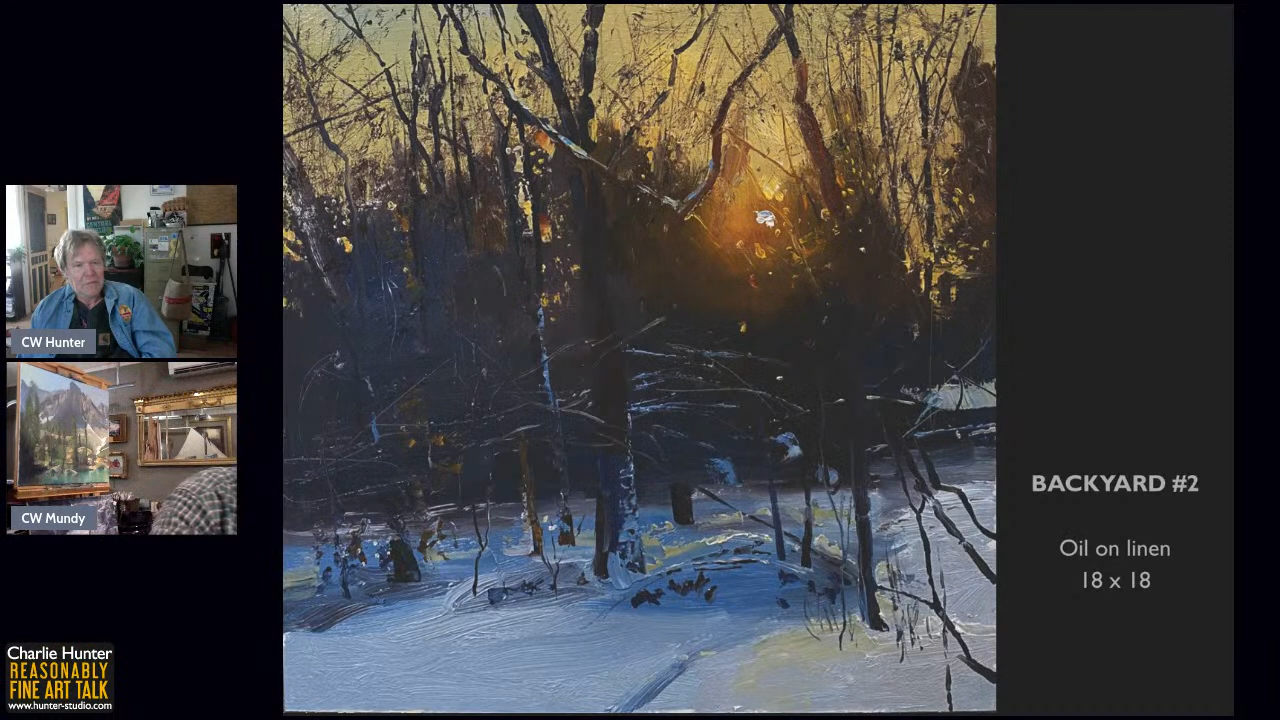 CW Hunter
CW Mundy
Charlie Hunter
REASONABLY
FINE ART TALK
www.hunter-studio.com
BACKYARD #2
Oil on linen
18 x 18